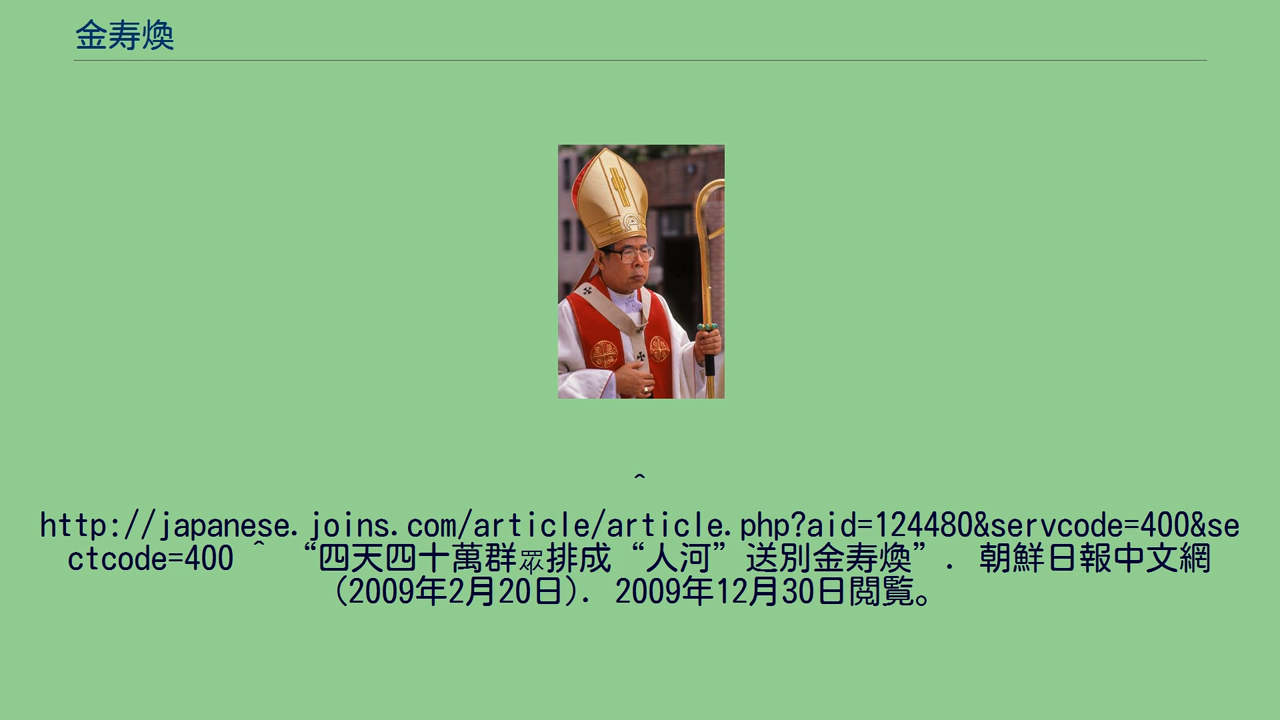 金寿煥
^
http://japanese.joins.com/article/article.php?aid=124480&servcode=400&se
ctcode=400 ^ “四天四十萬群眾排成“人河”送別金寿煥”. 朝鮮日報中文網
(2009年2月20日). 2009年12月30日閲覧。